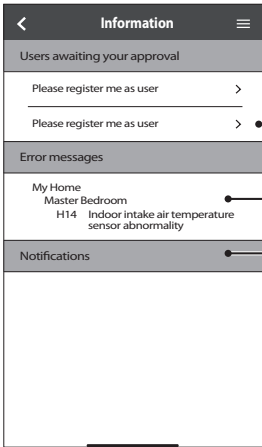 Information
Users awaiting your approval
Please register me as user
Please register me as user
Error messages
My Home
Master Bedroom
H14 Indoor intake air temperature
sensor abnormality
Notifications